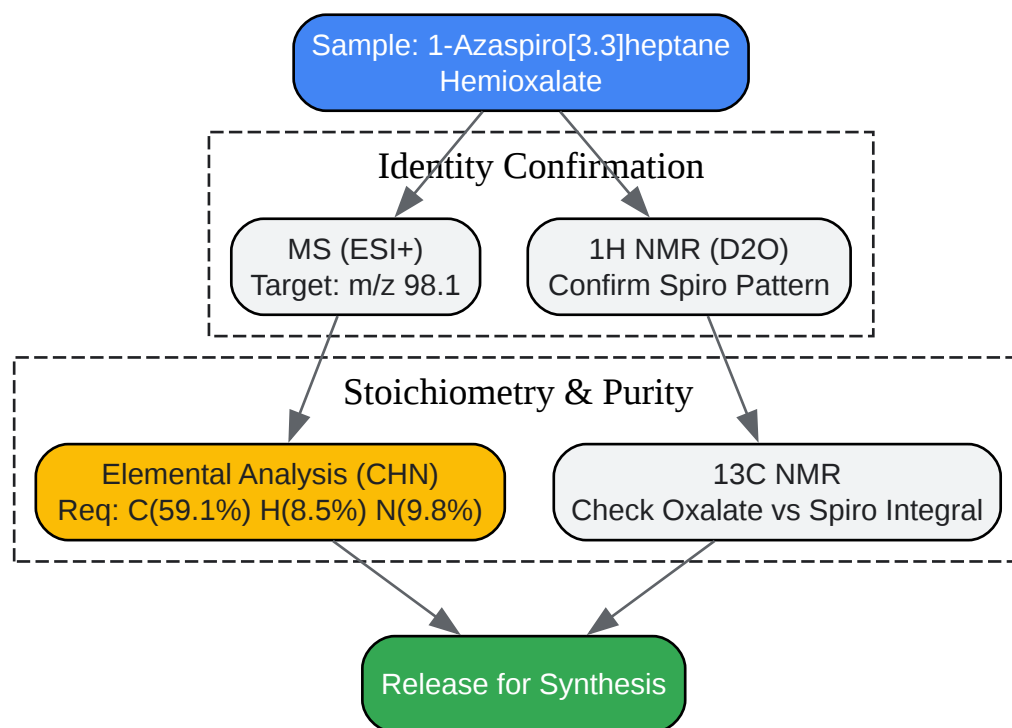 Sample: 1-Azaspiro[3.3]heptane
Hemioxalate
Identity Confirmation
MS (ESI+)
Target: m/z 98.1
1H NMR (D2O)
Confirm Spiro Pattern
Stoichiometry & Purity
Elemental Analysis (CHN)
Req: C(59.1%) H(8.5%) N(9.8%)
13C NMR
Check Oxalate vs Spiro Integral
Release for Synthesis